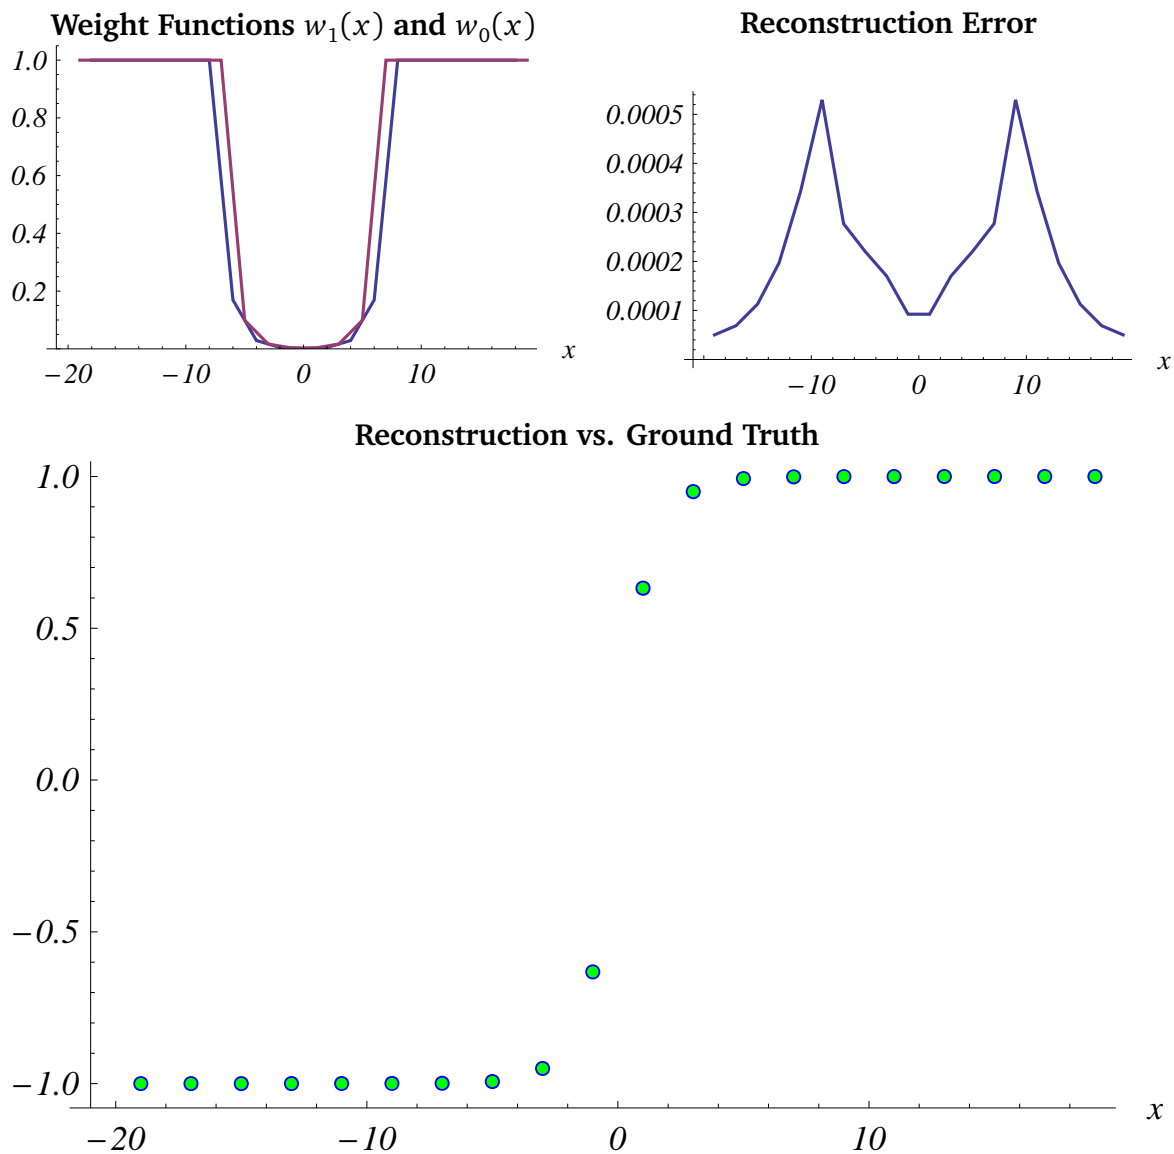 Weight Functions w₁(x) and w₀(x)
1.0
0.8
0.6
0.4
0.2
−20 −10 0 10 x
Reconstruction Error
0.0005
0.0004
0.0003
0.0002
0.0001
−10 0 10 x
Reconstruction vs. Ground Truth
1.0
0.5
0.0
−0.5
−1.0
−20 −10 0 10 x